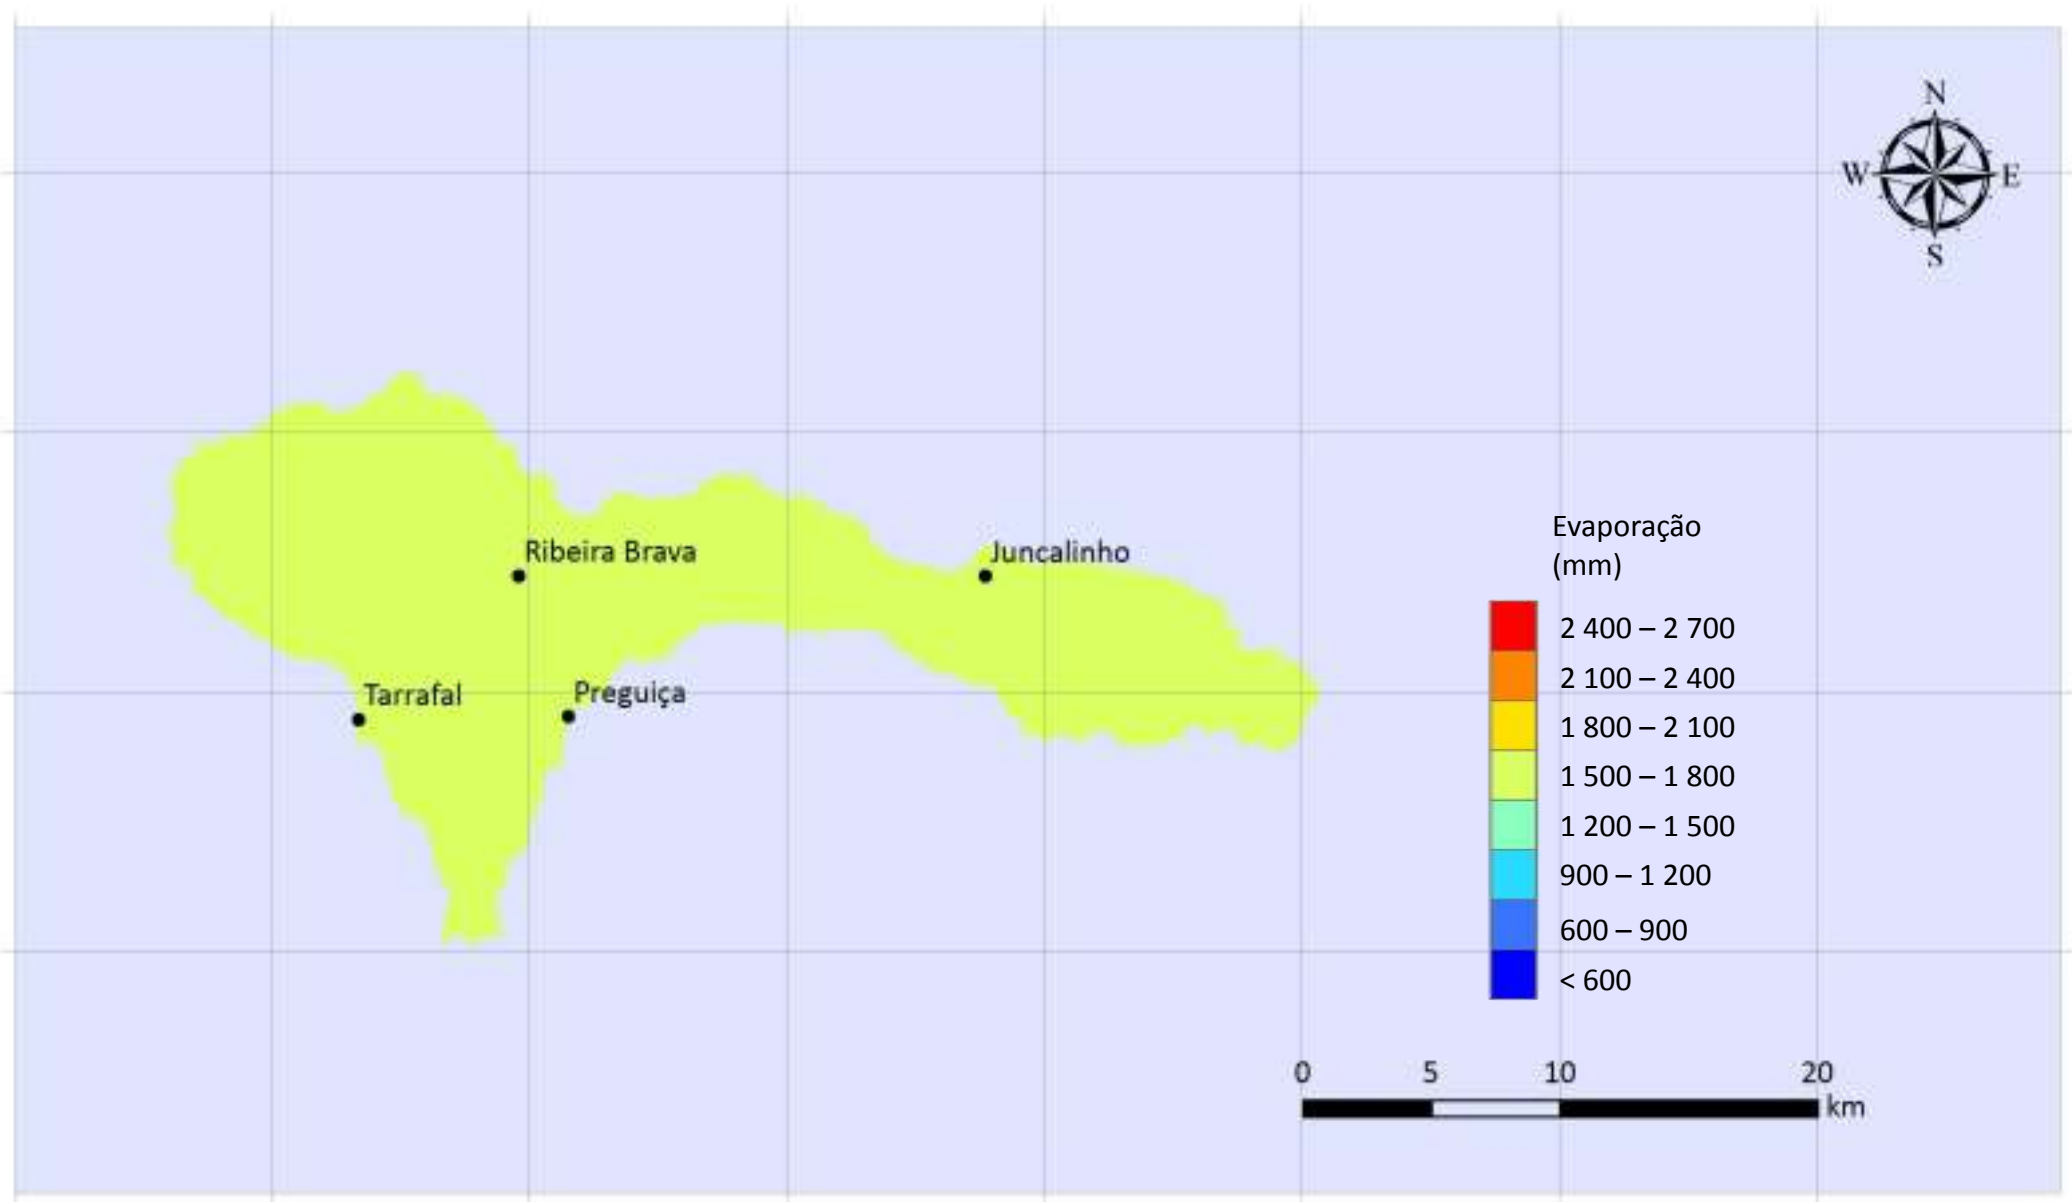 N
W E
S
Ribeira Brava
Juncalinho
Tarrafal
Preguiça
Evaporação
(mm)
2 400 – 2 700
2 100 – 2 400
1 800 – 2 100
1 500 – 1 800
1 200 – 1 500
900 – 1 200
600 – 900
< 600
0 5 10 20
km